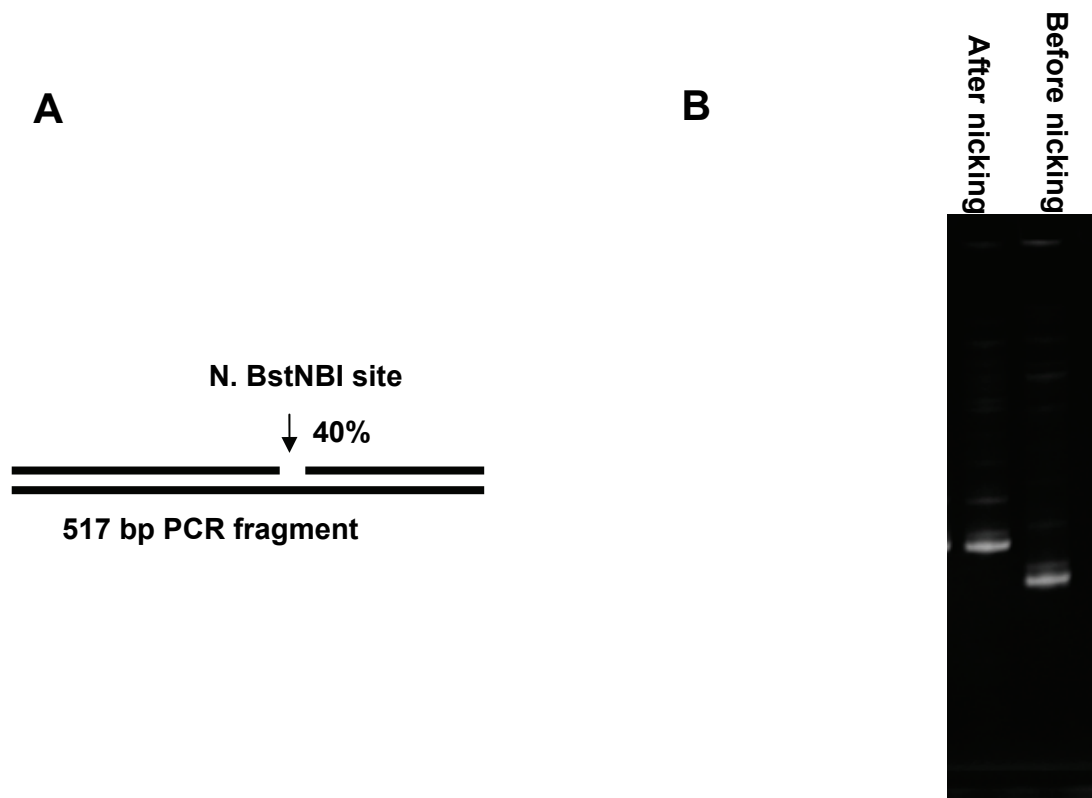 A
B
After nicking
Before nicking
N. BstNBI site
40%
517 bp PCR fragment